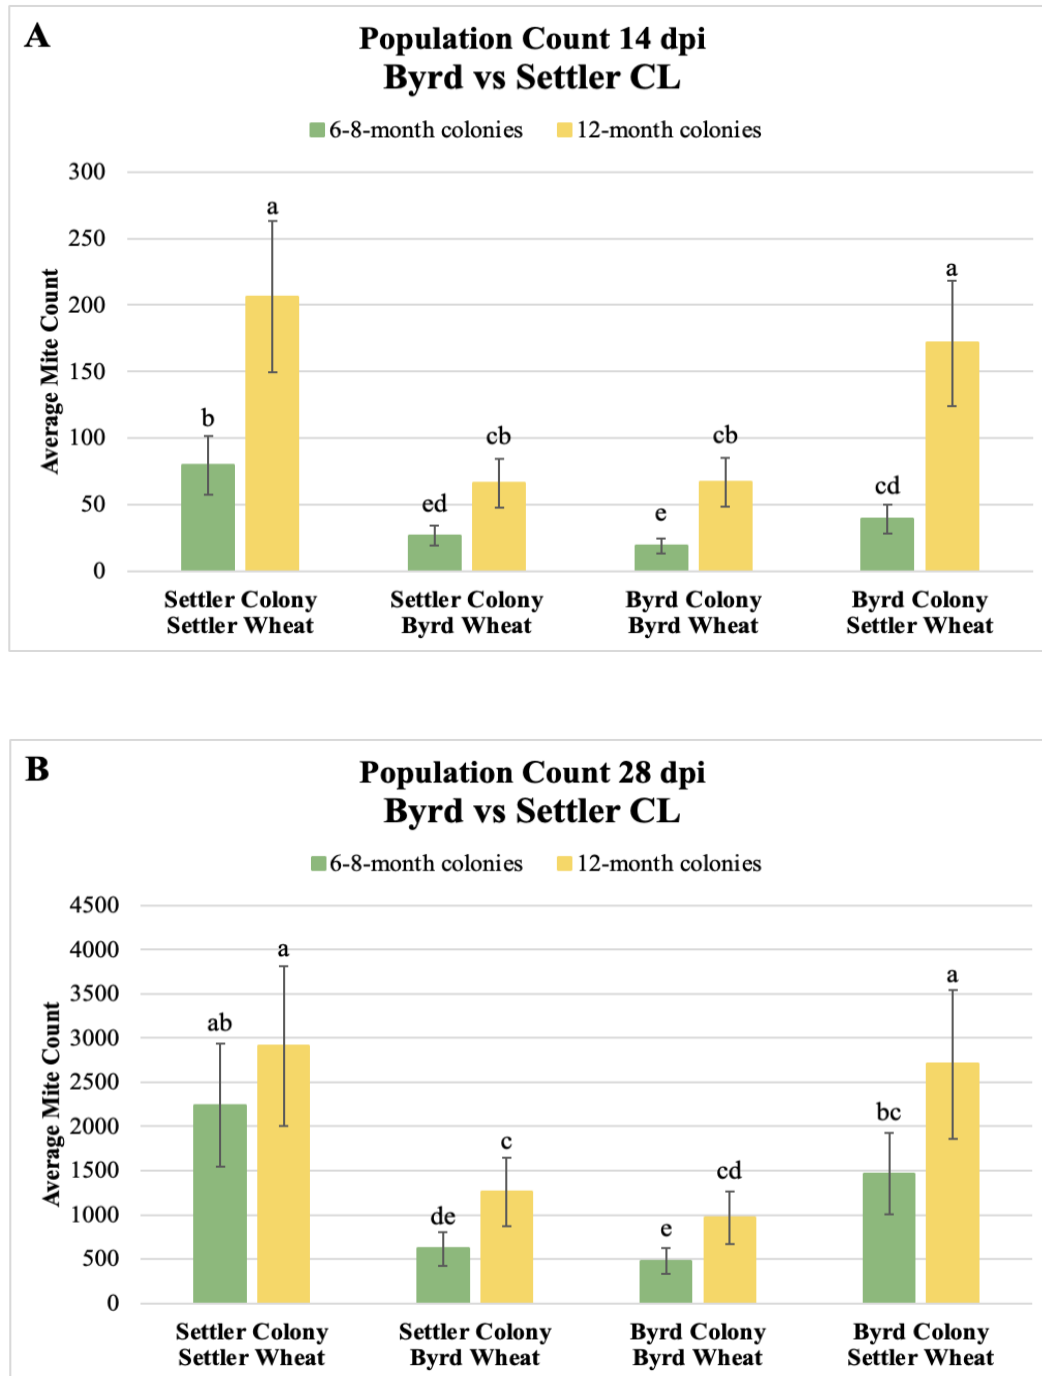 A
Population Count 14 dpi
Byrd vs Settler CL
6-8-month colonies 12-month colonies
Average Mite Count
300
250
200
150
100
50
0
a
b
cb
ed
cb
e
a
cd
Settler Colony
Settler Wheat
Settler Colony
Byrd Wheat
Byrd Colony
Byrd Wheat
Byrd Colony
Settler Wheat
B
Population Count 28 dpi
Byrd vs Settler CL
6-8-month colonies 12-month colonies
Average Mite Count
4500
4000
3500
3000
2500
2000
1500
1000
500
0
ab
a
de
c
e
cd
bc
a
Settler Colony
Settler Wheat
Settler Colony
Byrd Wheat
Byrd Colony
Byrd Wheat
Byrd Colony
Settler Wheat